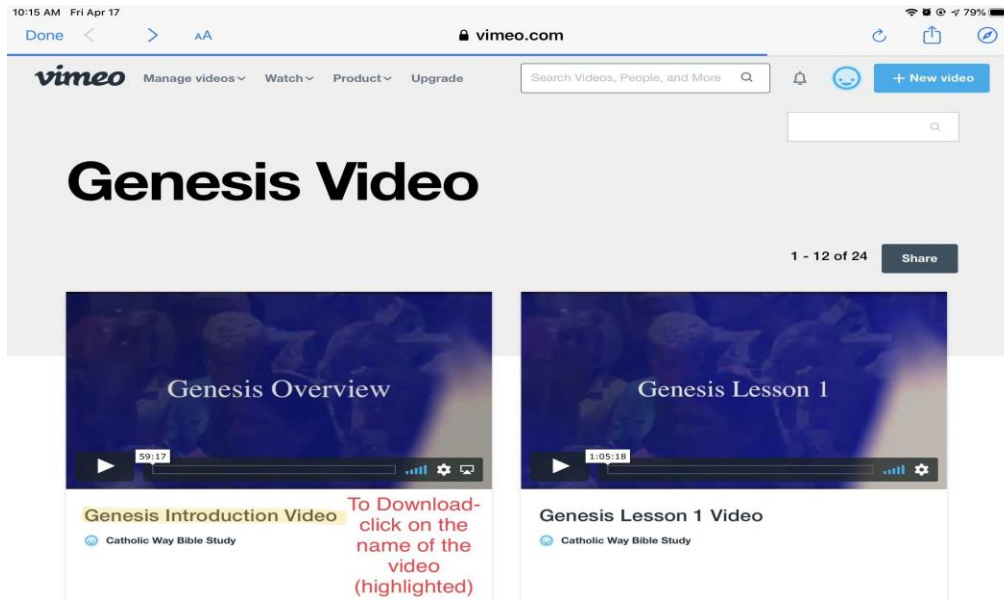 10:15 AM Fri Apr 17 79%
Done AA vimeo.com
vimeo Manage videos Watch Product Upgrade Search Videos, People, and More + New video
Genesis Video
1 - 12 of 24 Share
Genesis Overview
59:17
Genesis Lesson 1
1:05:18
Genesis Introduction Video
Catholic Way Bible Study
To Download-
click on the
name of the
video
(highlighted)
Genesis Lesson 1 Video
Catholic Way Bible Study